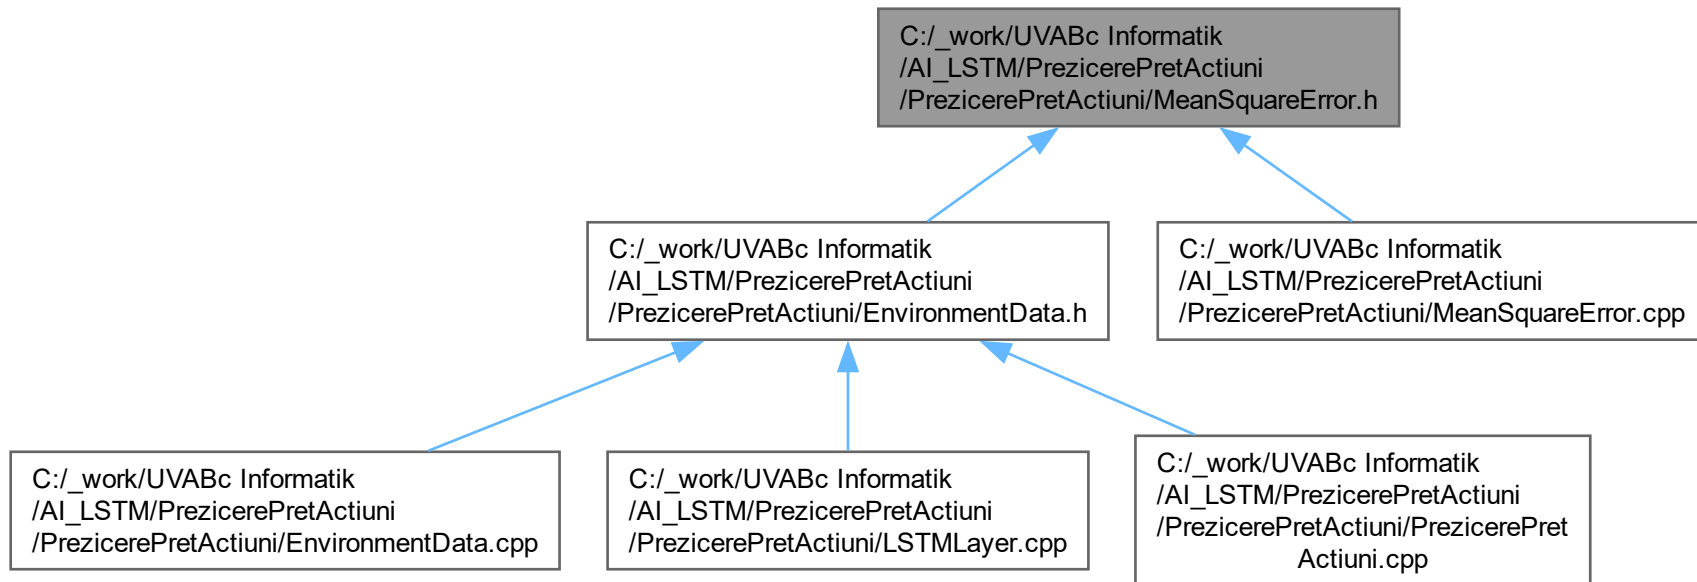 C:/_work/UVABc Informatik
/AI_LSTM/PrezicerePretActiuni
/PrezicerePretActiuni/MeanSquareError.h
C:/_work/UVABc Informatik
/AI_LSTM/PrezicerePretActiuni
/PrezicerePretActiuni/EnvironmentData.h
C:/_work/UVABc Informatik
/AI_LSTM/PrezicerePretActiuni
/PrezicerePretActiuni/MeanSquareError.cpp
C:/_work/UVABc Informatik
/AI_LSTM/PrezicerePretActiuni
/PrezicerePretActiuni/EnvironmentData.cpp
C:/_work/UVABc Informatik
/AI_LSTM/PrezicerePretActiuni
/PrezicerePretActiuni/LSTMLayer.cpp
C:/_work/UVABc Informatik
/AI_LSTM/PrezicerePretActiuni
/PrezicerePretActiuni/PrezicerePret
Actiuni.cpp